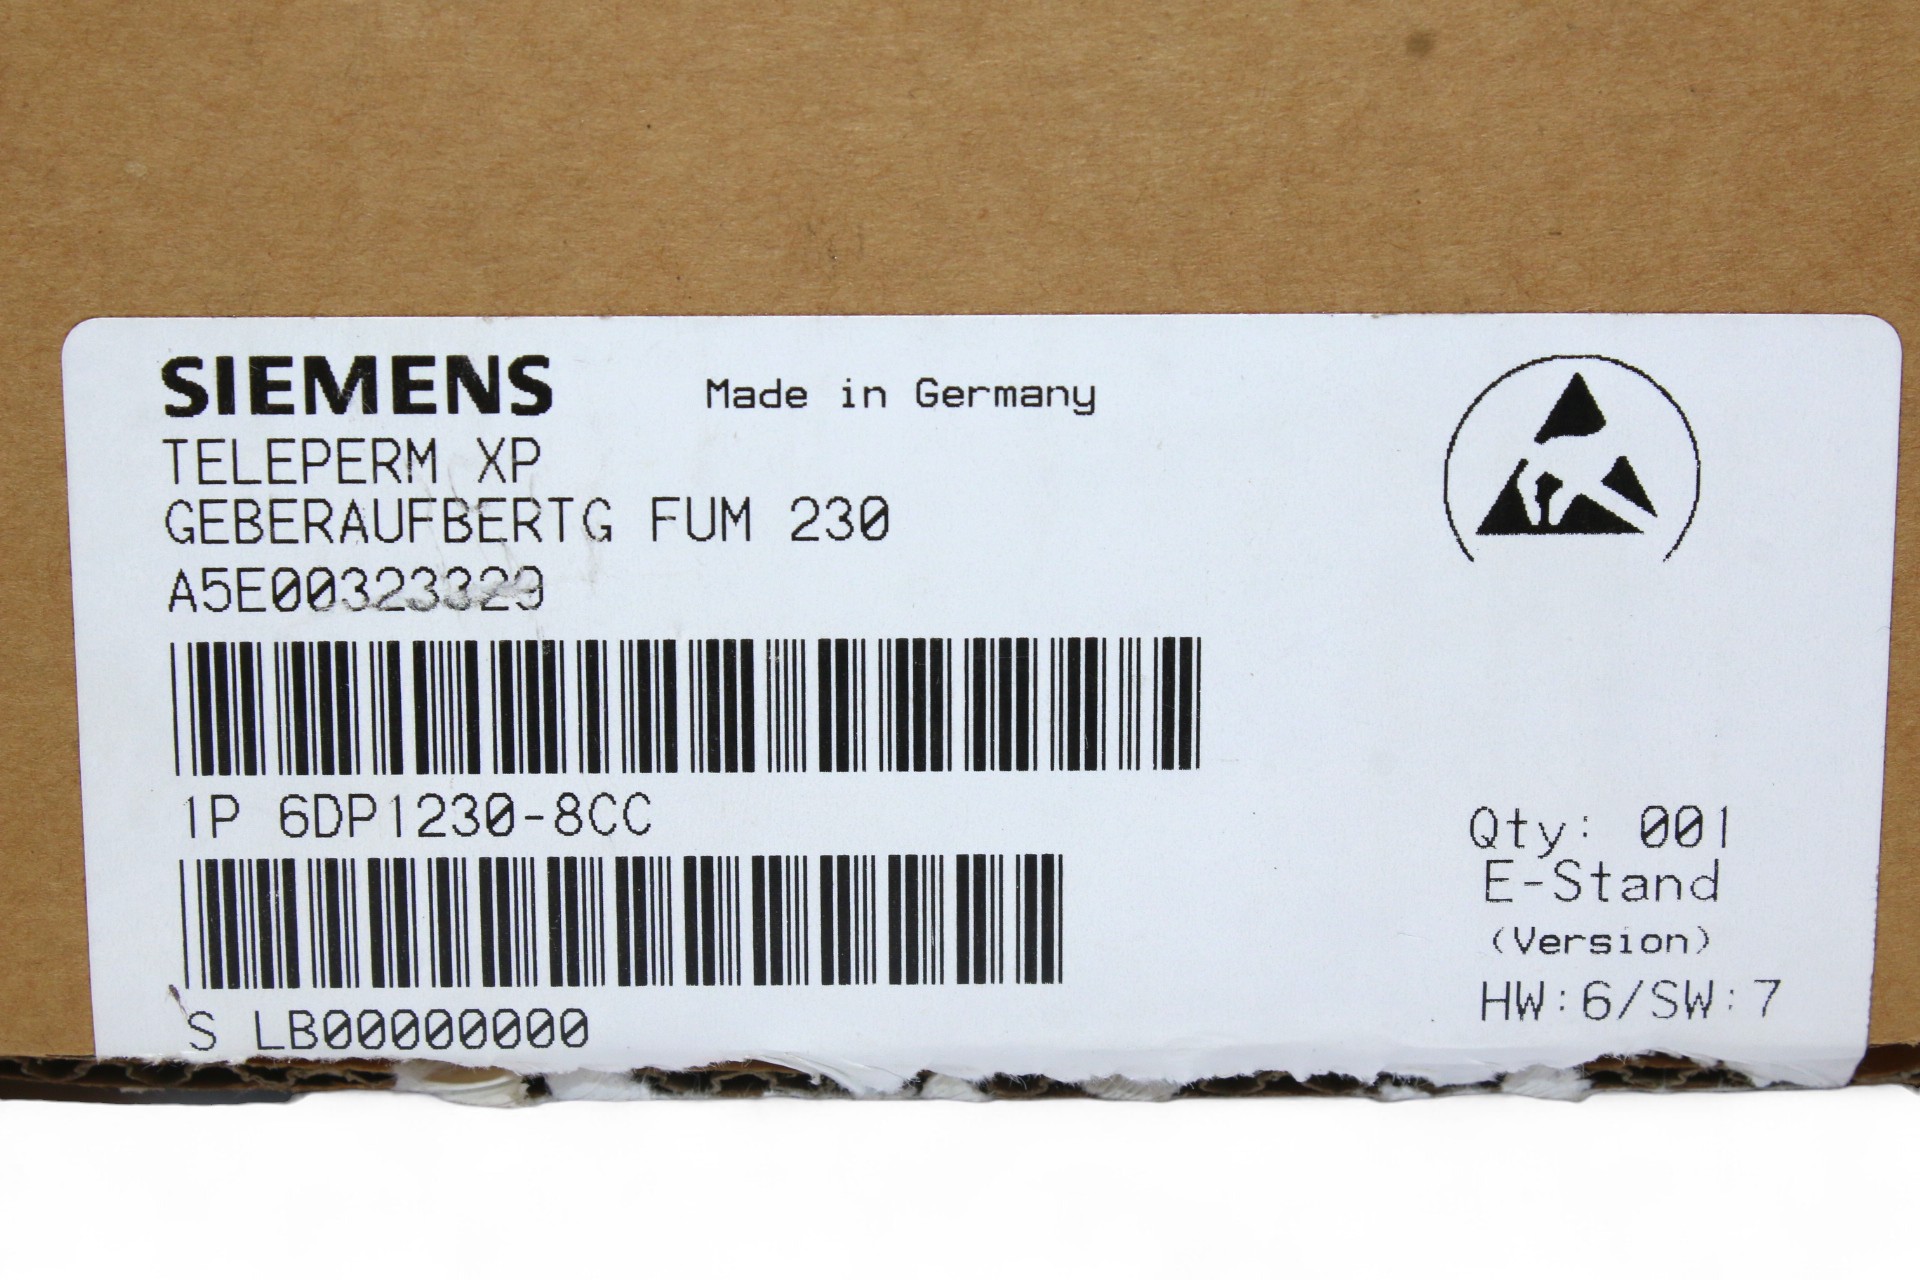 SIEMENS Made in Germany
TELEPERM XP
GEBERAUFBERTG FUM 230
A5E00323329
1P 6DP1230-8CC
Qty: 001
E-Stand
(Version)
HW:6/SW:7
S LB00000000